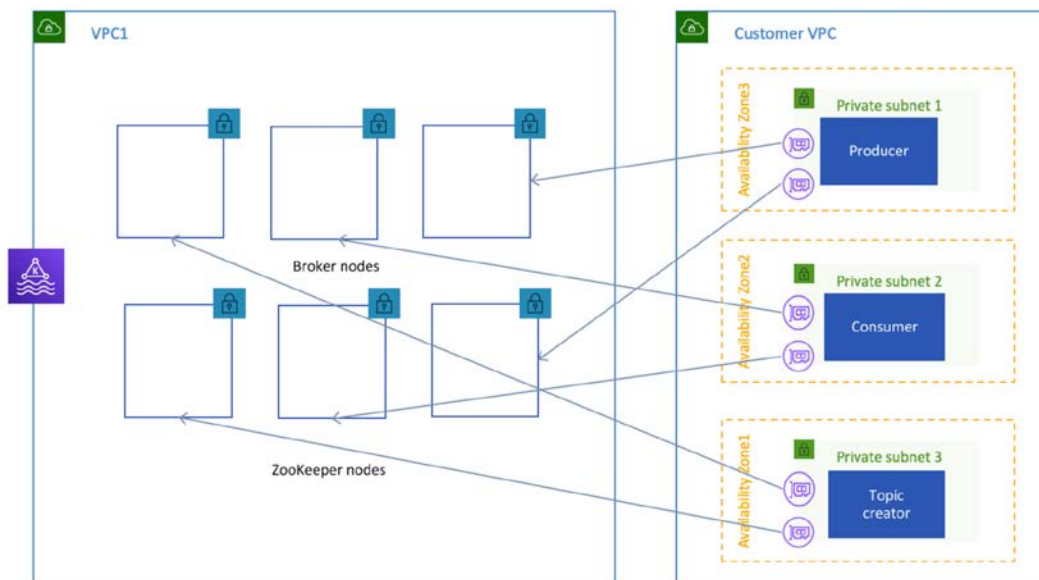 VPC1
Broker nodes
ZooKeeper nodes
Customer VPC
Availability Zone3
Private subnet 1
Producer
Availability Zone2
Private subnet 2
Consumer
Availability Zone1
Private subnet 3
Topic
creator
K